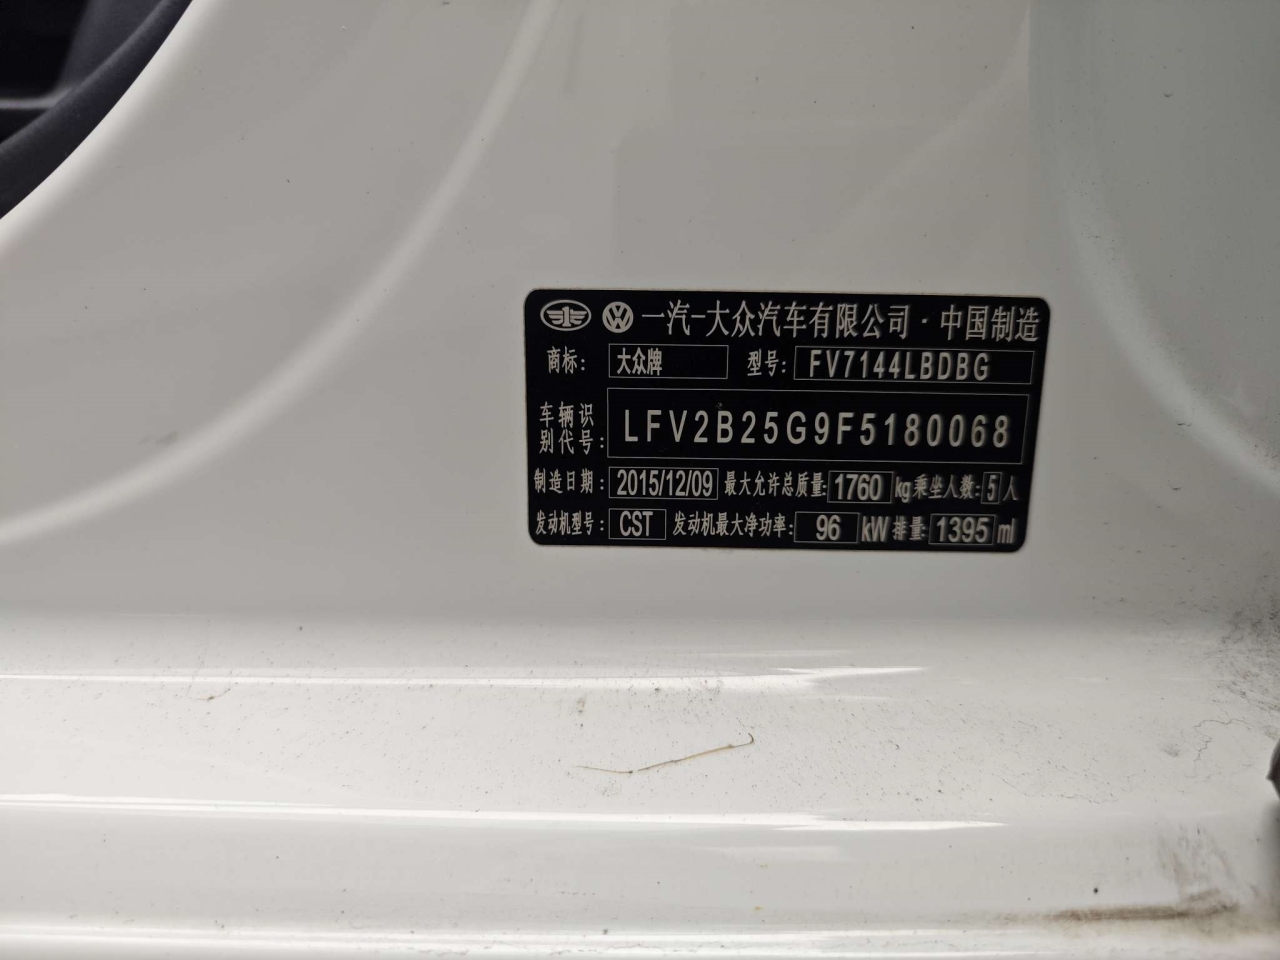 一汽-大众汽车有限公司·中国制造
商标: 大众牌 型号: FV7144LBDBG
车辆识别代号: LFV2B25G9F5180068
制造日期: 2015/12/09 最大允许总质量: 1760 kg 乘坐人数: 5 人
发动机型号: CST 发动机最大净功率: 96 kW 排量: 1395 ml